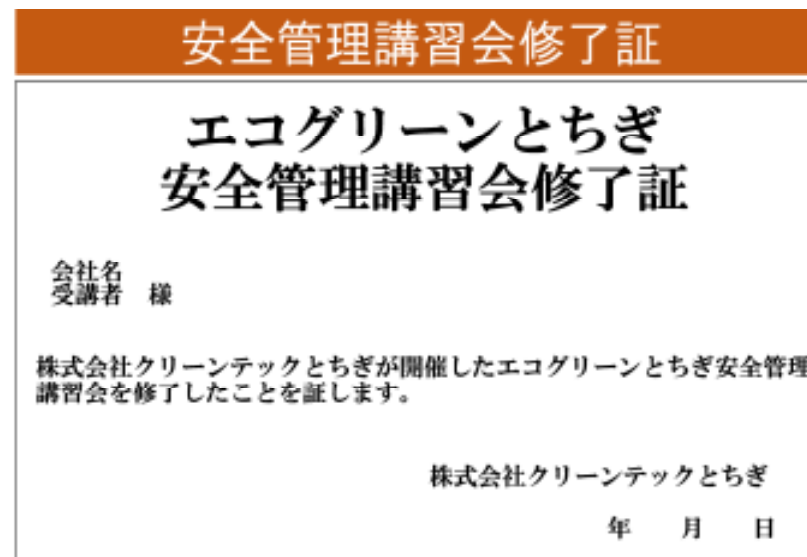 安全管理講習会修了証
エコグリーンとちぎ
安全管理講習会修了証
会社名
受講者 様
株式会社クリーンテックとちぎが開催したエコグリーンとちぎ安全管理
講習会を修了したことを証します。
株式会社クリーンテックとちぎ
年 月 日